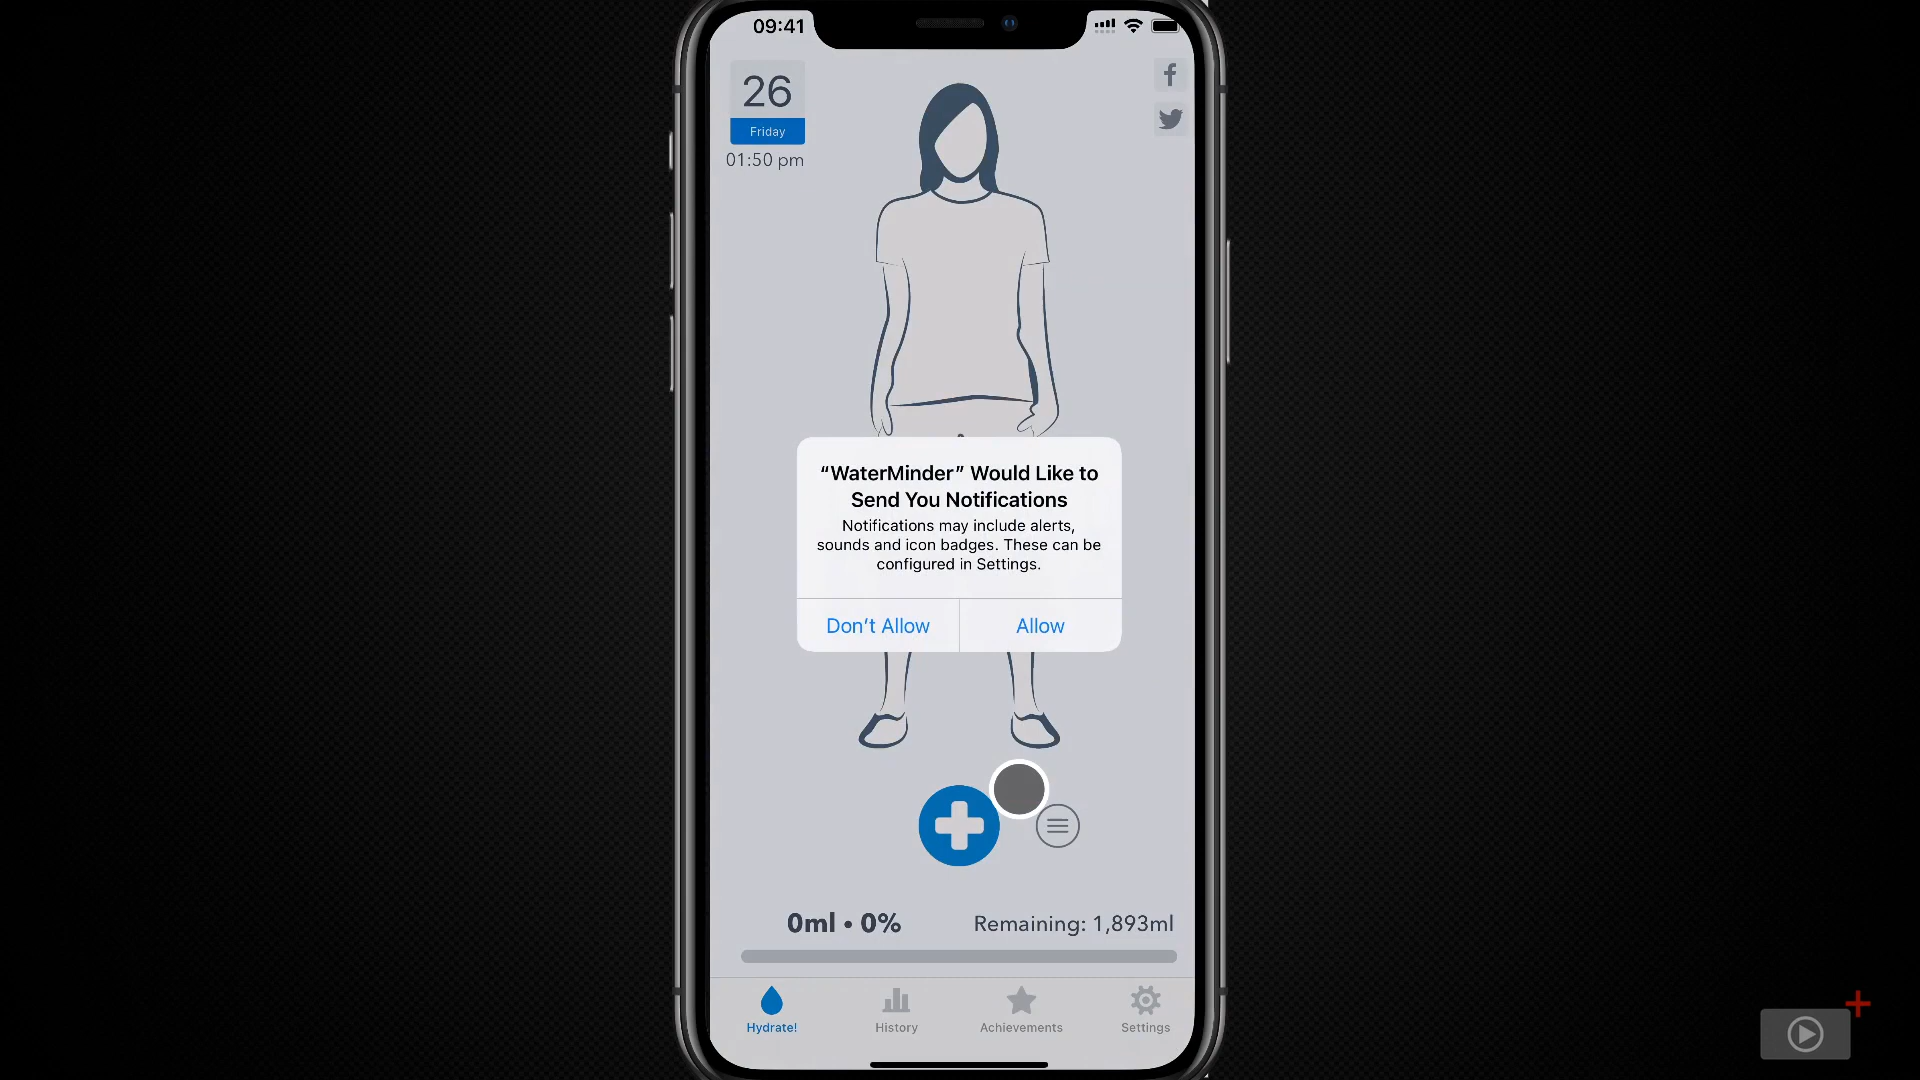 09:41
26
Friday
01:50 pm
“WaterMinder” Would Like to
Send You Notifications
Notifications may include alerts,
sounds and icon badges. These can be
configured in Settings.
Don’t Allow
Allow
0ml • 0%
Remaining: 1,893ml
Hydrate!
History
Achievements
Settings